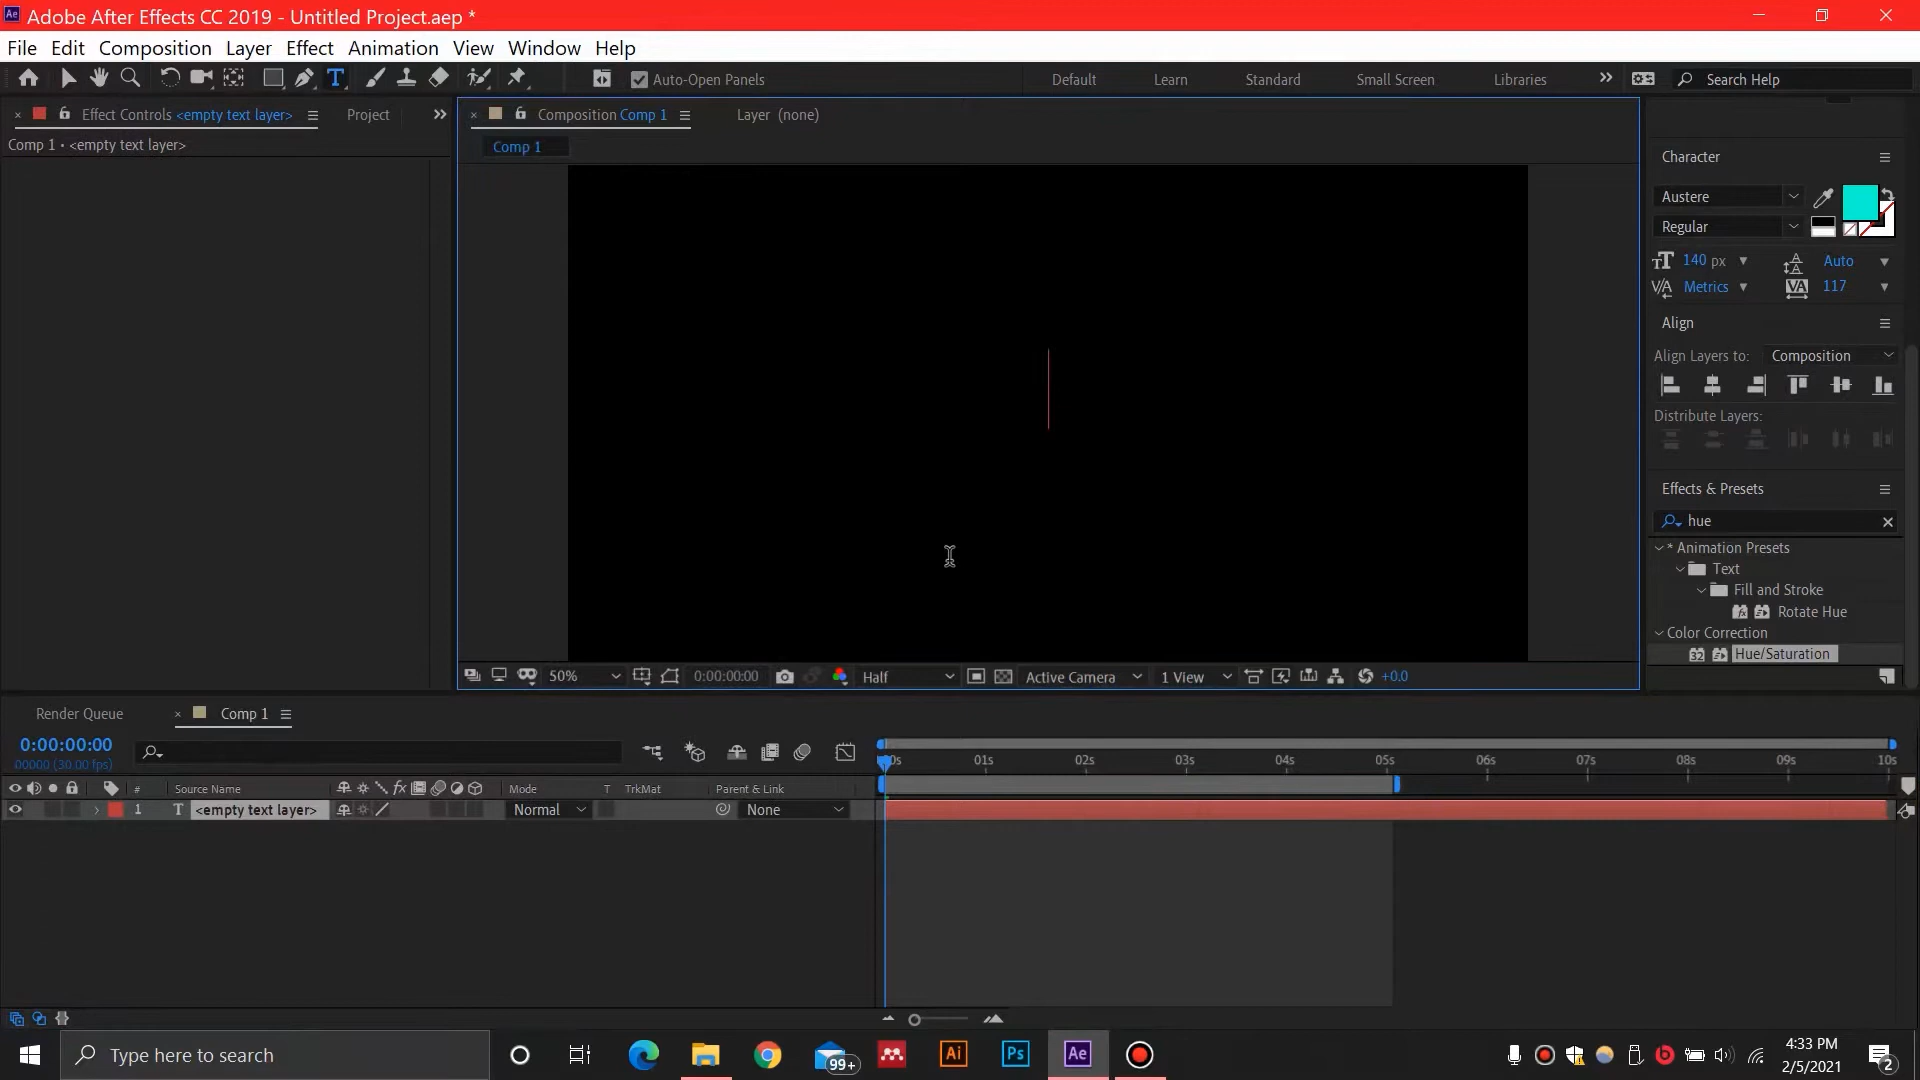 Adobe After Effects CC 2019 - Untitled Project.aep *
File Edit Composition Layer Effect Animation View Window Help
Auto-Open Panels Default Learn Standard Small Screen Libraries Search Help
Effect Controls <empty text layer> Project
Composition Comp 1 Layer (none)
Comp 1 • <empty text layer>
Comp 1
Character
Austere
Regular
140 px Auto
Metrics 117
Align
Align Layers to: Composition
Distribute Layers:
Effects & Presets
hue
* Animation Presets
Text
Fill and Stroke
Rotate Hue
Color Correction
32 Hue/Saturation
50% 0:00:00:00 Half Active Camera 1 View +0.0
Render Queue Comp 1
0:00:00:00
00000 (30.00 fps)
01s 02s 03s 04s 05s 06s 07s 08s 09s 10s
# Source Name Mode T TrkMat Parent & Link
1 T <empty text layer> Normal None
Type here to search 99+ Ai Ps Ae
4:33 PM
2/5/2021
2